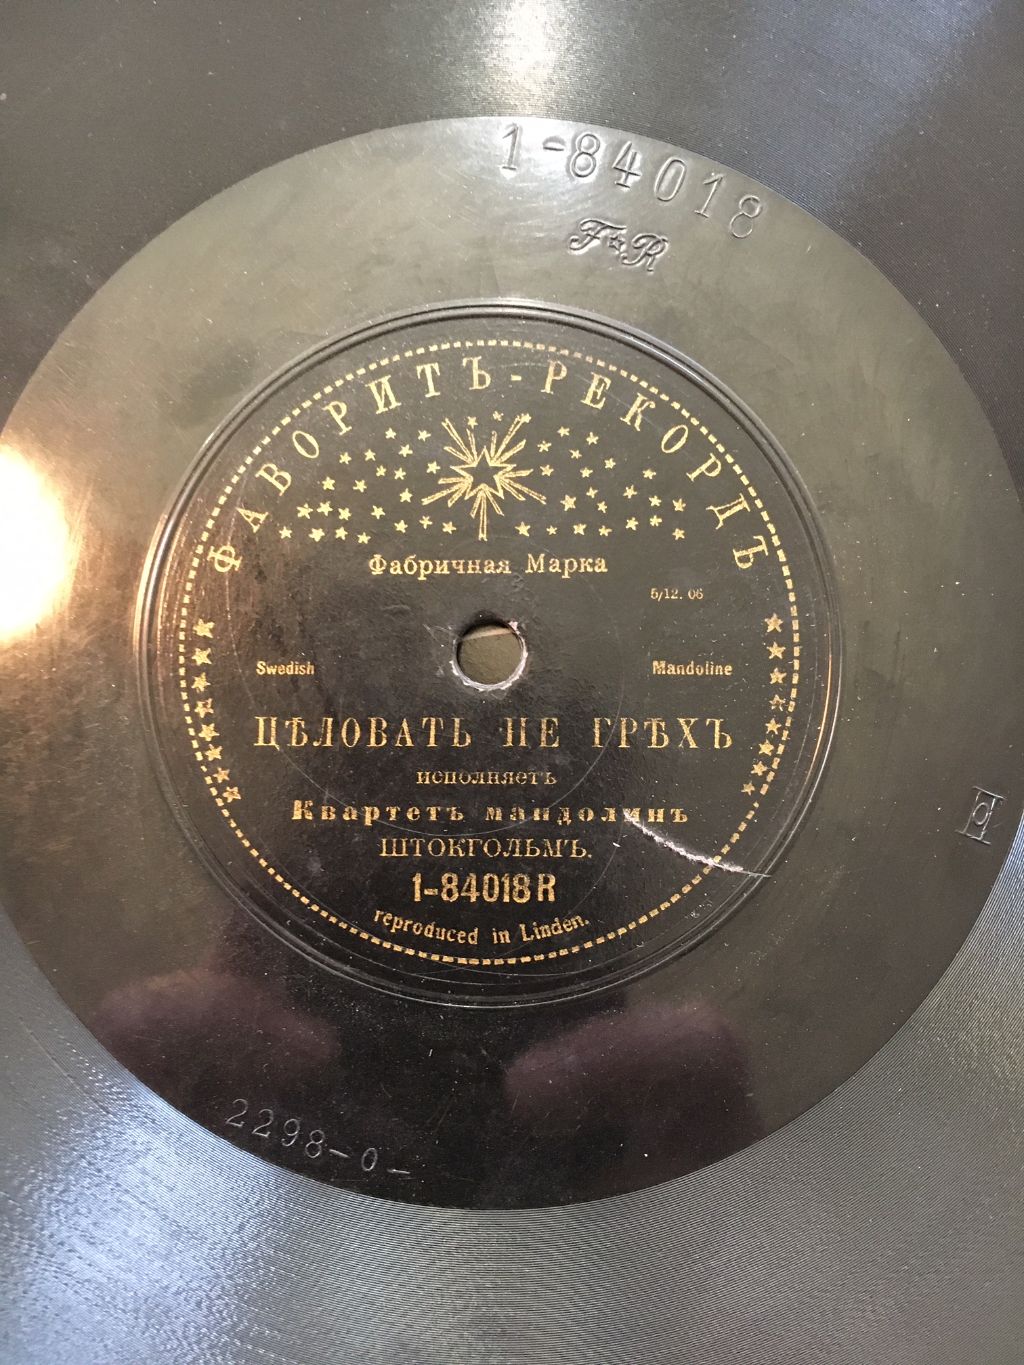 1-84018
F☆R
ФАВОРИТЪ-РЕКОРДЪ
Фабричная Марка
5/12. 06
Swedish
Mandoline
ЦѢЛОВАТЬ НЕ ГРѢХЪ
исполняетъ
Квартетъ мандолинъ
ШТОКГОЛЬМЪ.
1-84018R
reproduced in Linden.
2298-0-